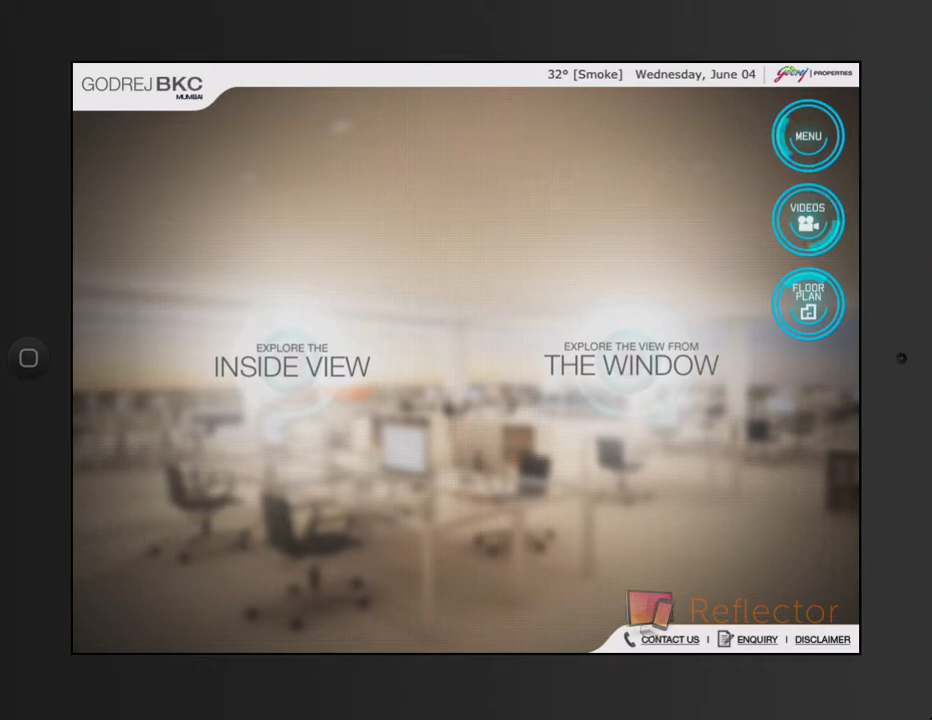 GODREJ BKC
MUMBAI
32° [Smoke] Wednesday, June 04
Godrej | PROPERTIES
MENU
VIDEOS
FLOOR
PLAN
EXPLORE THE
INSIDE VIEW
EXPLORE THE VIEW FROM
THE WINDOW
Reflector
CONTACT US | ENQUIRY | DISCLAIMER